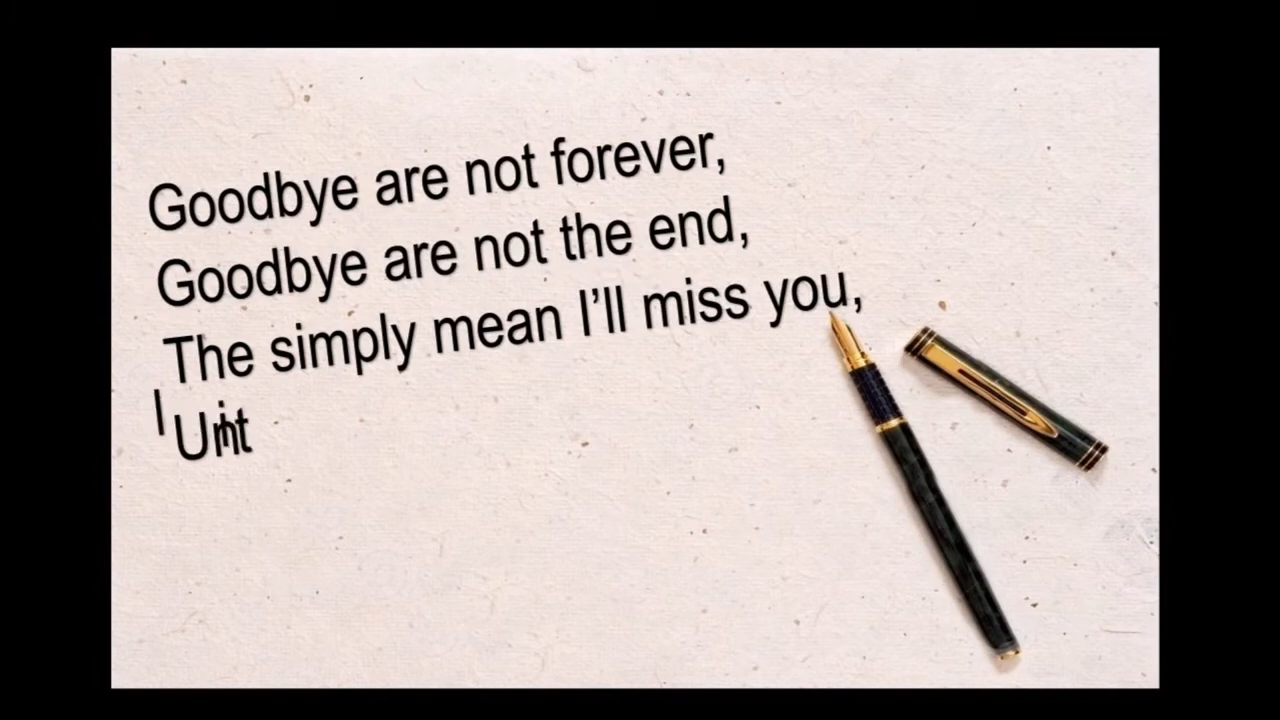 Goodbye are not forever,
Goodbye are not the end,
The simply mean I’ll miss you,